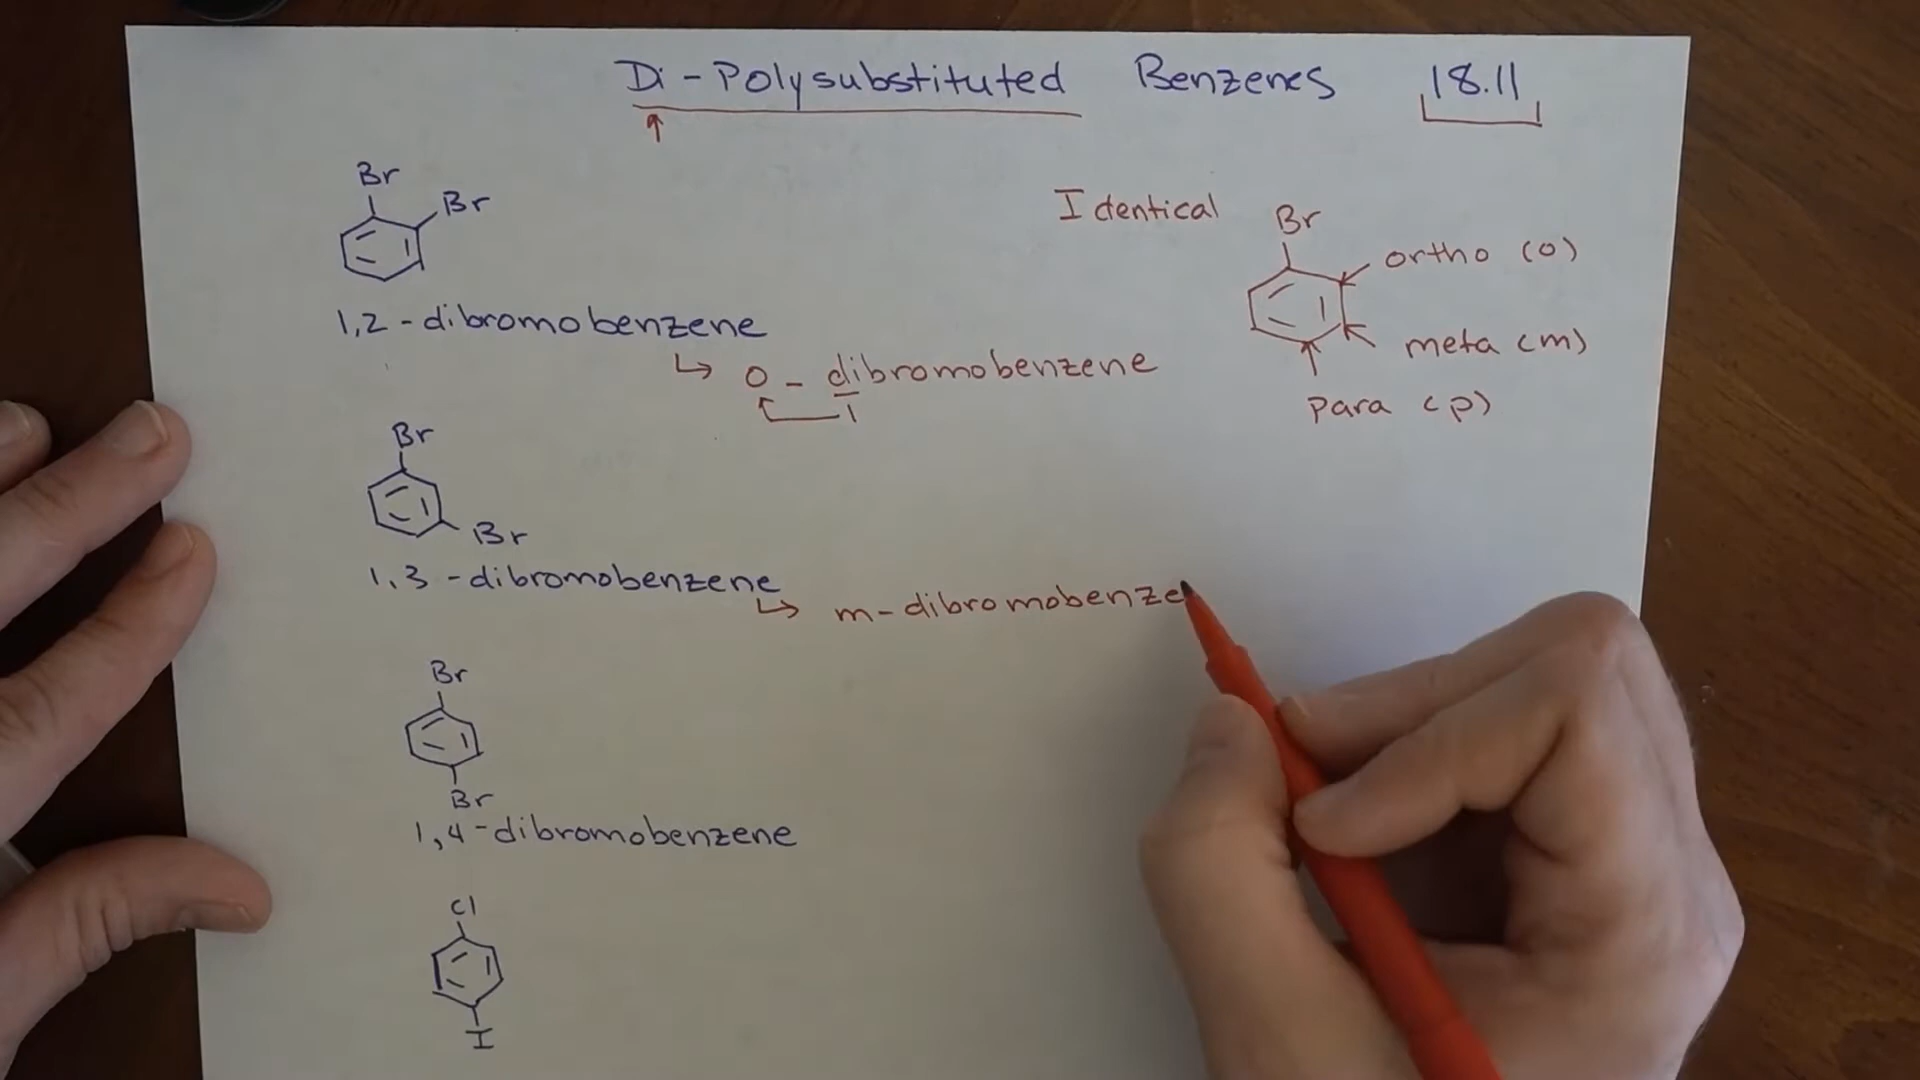 Di-Polysubstituted Benzenes 18.11
Br
Br
1,2-dibromobenzene
↳ o-dibromobenzene
Identical
Br
ortho (o)
meta (m)
para (p)
Br
Br
1,3-dibromobenzene
↳ m-dibromobenze
Br
Br
1,4-dibromobenzene
Cl
I